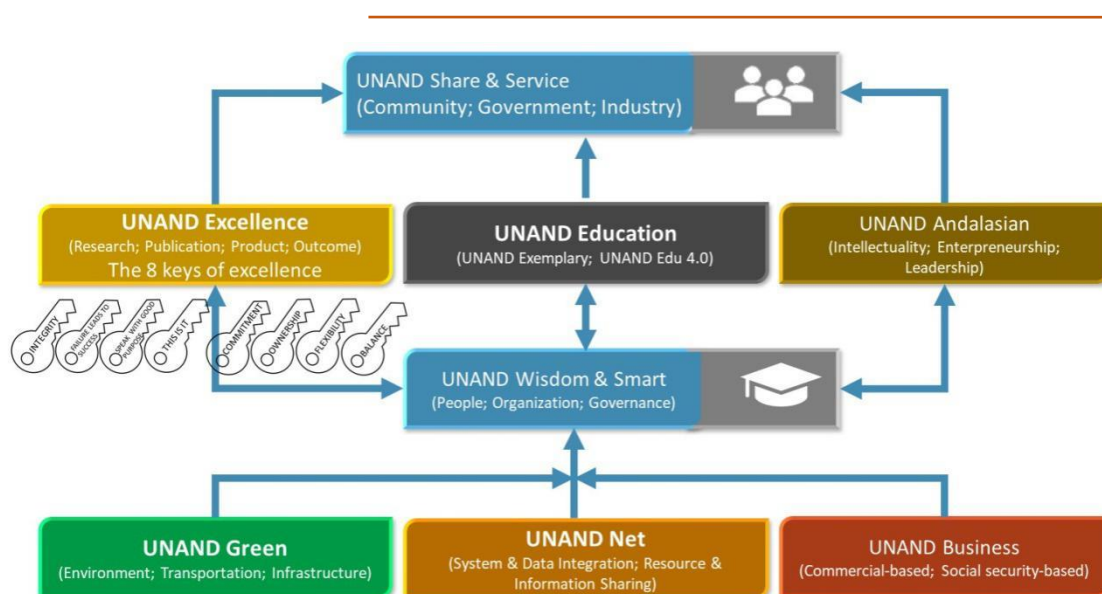 UNAND Share & Service
(Community; Government; Industry)
UNAND Excellence
(Research; Publication; Product; Outcome)
The 8 keys of excellence
UNAND Education
(UNAND Exemplary; UNAND Edu 4.0)
UNAND Andalasian
(Intellectuality; Enterpreneurship;
Leadership)
INTEGRITY
FAILURE LEADS TO
SUCCESS
SPEAK WITH GOOD
PURPOSE
THIS IS IT
COMMITMENT
OWNERSHIP
FLEXIBILITY
BALANCE
UNAND Wisdom & Smart
(People; Organization; Governance)
UNAND Green
(Environment; Transportation; Infrastructure)
UNAND Net
(System & Data Integration; Resource &
Information Sharing)
UNAND Business
(Commercial-based; Social security-based)